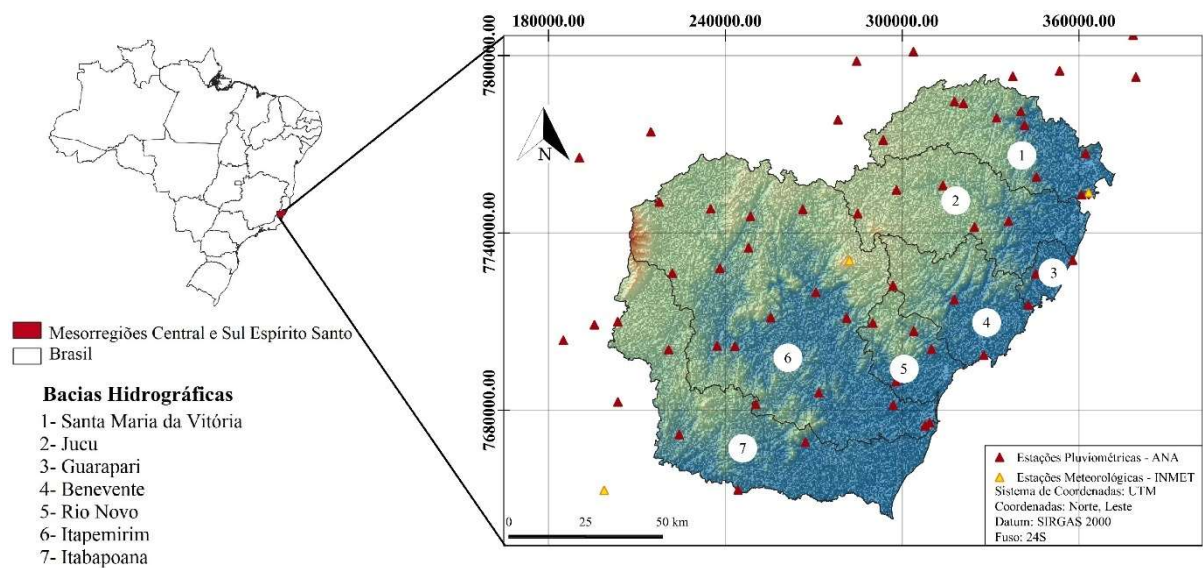 180000.00 240000.00 300000.00 360000.00
7800000.00
7740000.00
7680000.00
N
1
2
3
4
5
6
7
Mesorregiões Central e Sul Espírito Santo
Brasil
Bacias Hidrográficas
1- Santa Maria da Vitória
2- Jucu
3- Guarapari
4- Benevente
5- Rio Novo
6- Itapemirim
7- Itabapoana
0 25 50 km
Estações Pluviométricas - ANA
Estações Meteorológicas - INMET
Sistema de Coordenadas: UTM
Coordenadas: Norte, Leste
Datum: SIRGAS 2000
Fuso: 24S